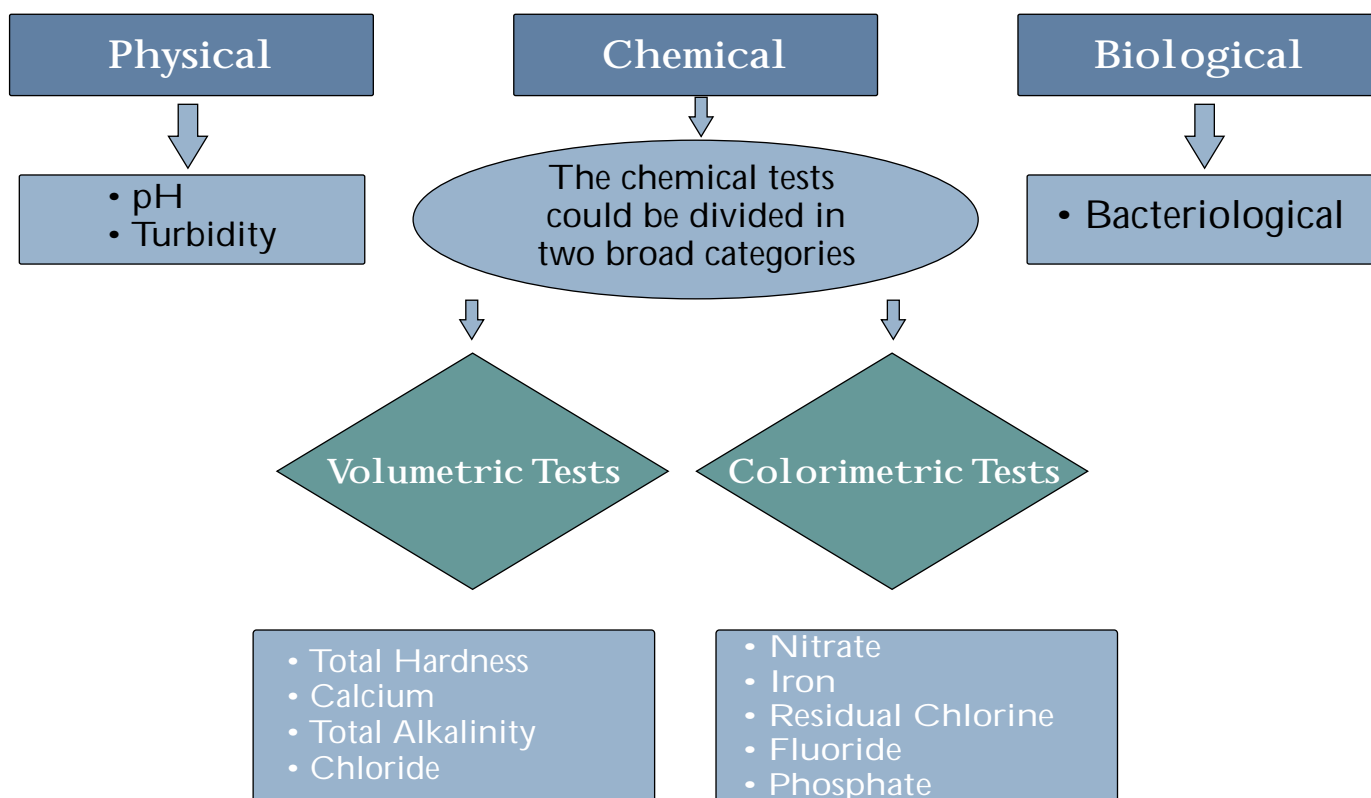 Physical
Chemical
Biological
• pH
• Turbidity
The chemical tests
could be divided in
two broad categories
• Bacteriological
Volumetric Tests
Colorimetric Tests
• Total Hardness
• Calcium
• Total Alkalinity
• Chloride
• Nitrate
• Iron
• Residual Chlorine
• Fluoride
• Phosphate